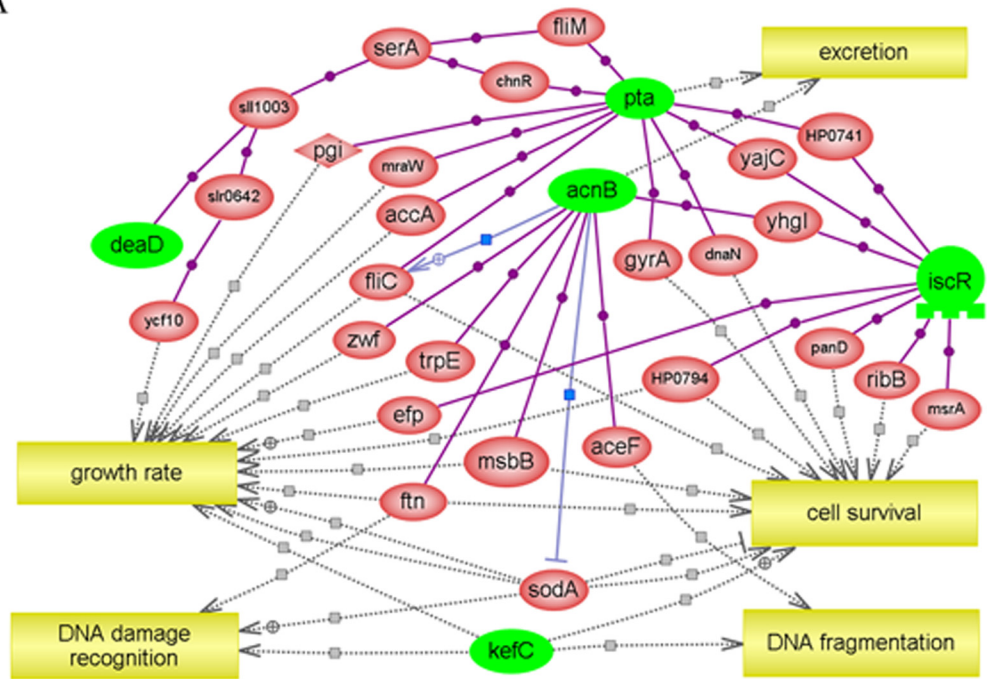 A
fliM
serA
excretion
chnR
pta
sll1003
HP0741
pgi
mraW
yajC
slr0642
acnB
accA
yhgI
deaD
gyrA
dnaN
fliC
iscR
ycf10
zwf
trpE
panD
HP0794
ribB
efp
msrA
aceF
msbB
growth rate
ftn
cell survival
sodA
DNA damage
recognition
kefC
DNA fragmentation